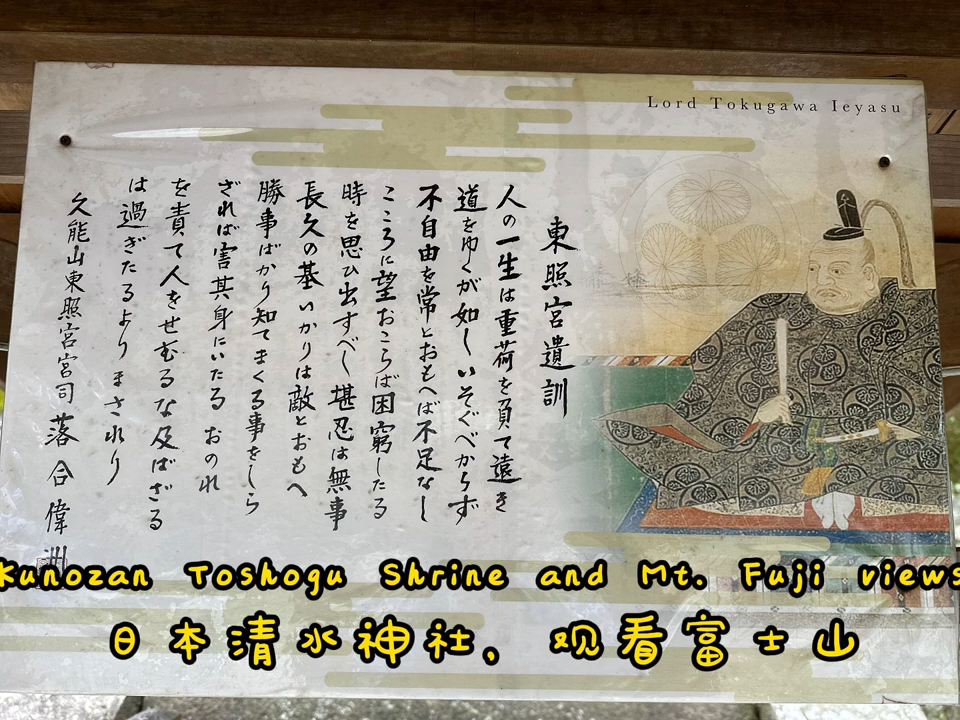 Lord Tokugawa Ieyasu
東照宮遺訓
人の一生は重荷を負て遠き
道をゆくが如しいそぐべからず
不自由を常とおもへば不足なし
こころに望おこらば困窮したる
時を思ひ出すべし堪忍は無事
長久の基いかりは敵とおもへ
勝事ばかり知てまくる事をしら
ざれば害其身にいたるおのれ
を責て人をせむるな及ばざる
は過ぎたるよりまされり
久能山東照宮宮司落合偉洲
Kunozan Toshogu Shrine and Mt. Fuji views
日本清水神社。观看富士山